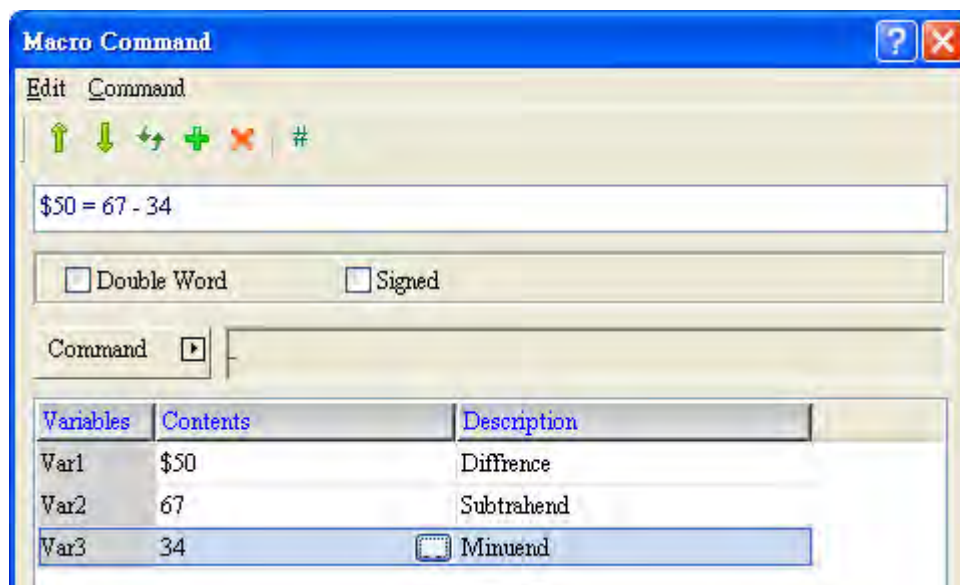 Macro Command
Edit Command
#
$50 = 67 - 34
Double Word Signed
Command -
Variables Contents Description
Var1 $50 Diffrence
Var2 67 Subtrahend
Var3 34 Minuend